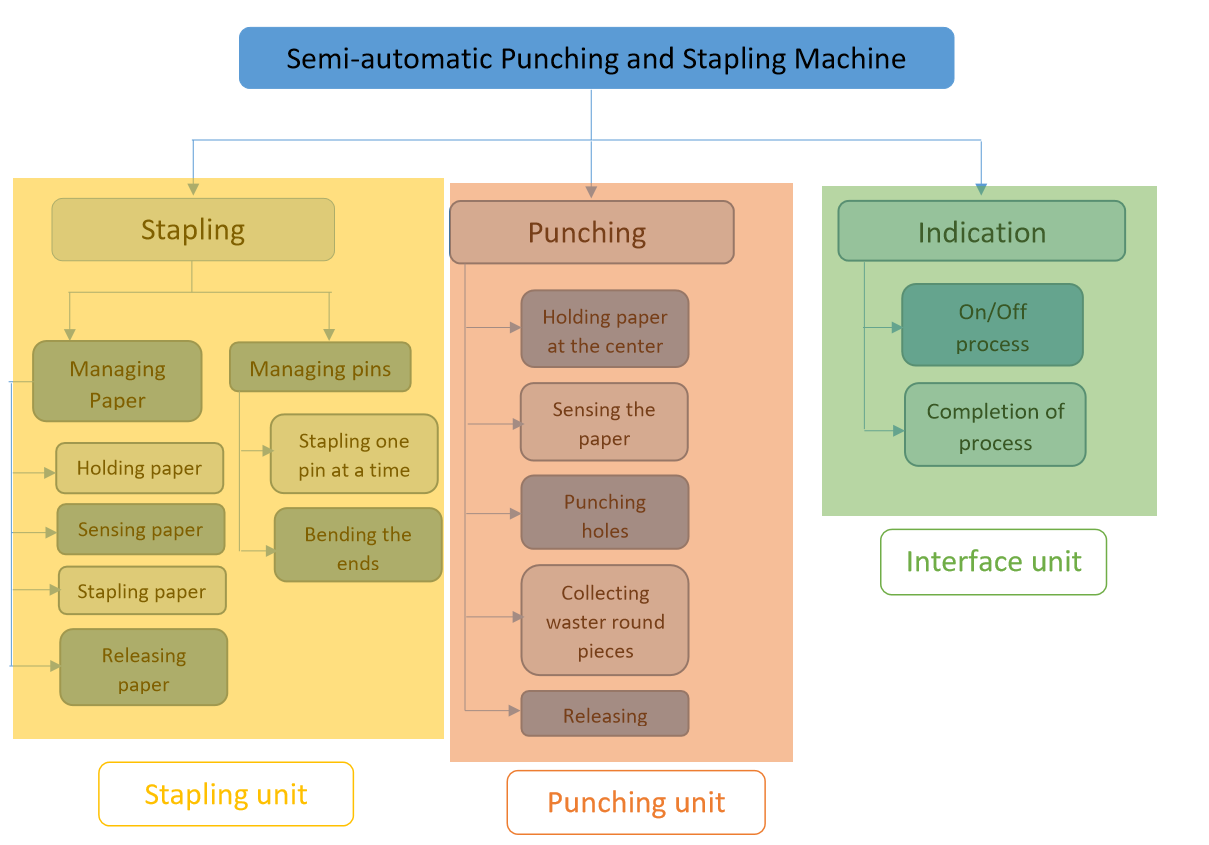 Semi-automatic Punching and Stapling Machine
Stapling
Managing
Paper
Holding paper
Sensing paper
Stapling paper
Releasing
paper
Managing pins
Stapling one
pin at a time
Bending the
ends
Stapling unit
Punching
Holding paper
at the center
Sensing the
paper
Punching
holes
Collecting
waster round
pieces
Releasing
Punching unit
Indication
On/Off
process
Completion of
process
Interface unit